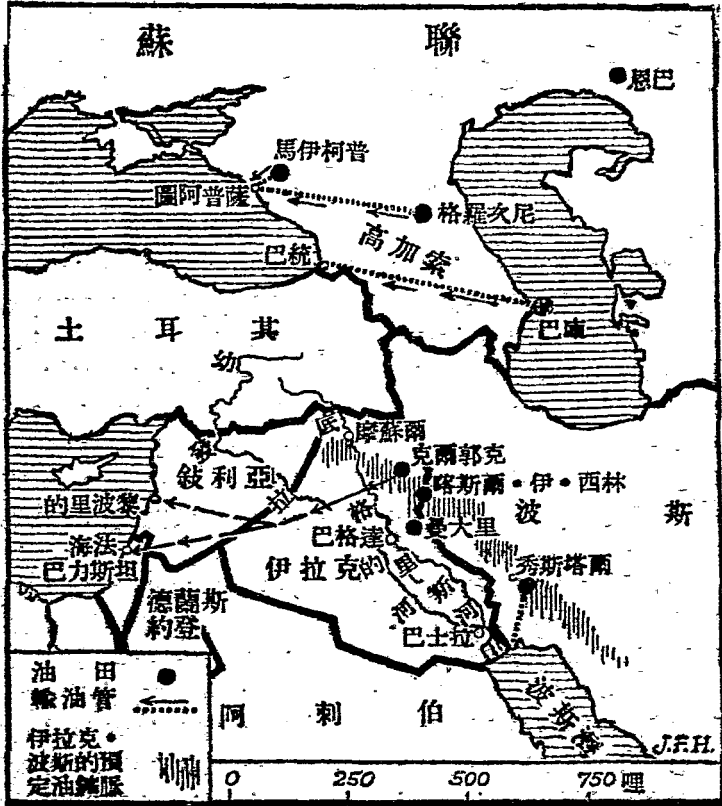 蘇 聯
恩巴
馬伊柯普
圖阿普薩
格羅次尼
高加索
巴統
巴庫
土耳其
幼發拉的河
底格里斯河
摩蘇爾
敍利亞
克爾郭克
喀斯爾•伊•西林
波斯
的里波黎
巴格達
曼大里
海法
巴力斯坦
伊拉克
秀斯塔爾
德蘭斯
約登
巴士拉
阿剌伯
波斯灣
J.F.H.
油田
輸油管
伊拉克•
波斯的預
定油鑛脈
0 250 500 750 哩